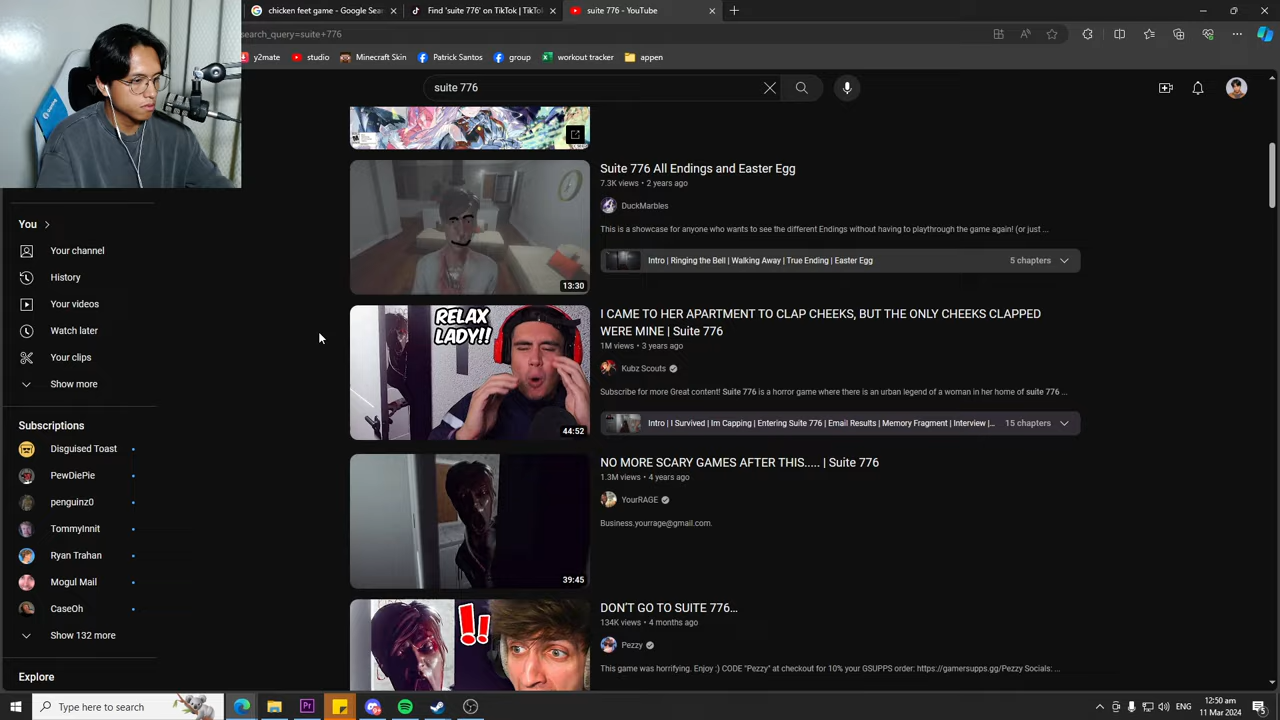 chicken feet game - Google Sear
Find 'suite 776' on TikTok | TikTok
suite 776 - YouTube
search_query=suite+776
y2mate
studio
Minecraft Skin
Patrick Santos
group
workout tracker
appen
suite 776
Suite 776 All Endings and Easter Egg
7.3K views • 2 years ago
DuckMarbles
This is a showcase for anyone who wants to see the different Endings without having to playthrough the game again! (or just ...
Intro | Ringing the Bell | Walking Away | True Ending | Easter Egg
5 chapters
13:30
You
Your channel
History
Your videos
Watch later
Your clips
Show more
Subscriptions
Disguised Toast
PewDiePie
penguinz0
TommyInnit
Ryan Trahan
Mogul Mail
CaseOh
Show 132 more
Explore
RELAX
LADY!!
44:52
I CAME TO HER APARTMENT TO CLAP CHEEKS, BUT THE ONLY CHEEKS CLAPPED
WERE MINE | Suite 776
1M views • 3 years ago
Kubz Scouts
Subscribe for more Great content! Suite 776 is a horror game where there is an urban legend of a woman in her home of suite 776 ...
Intro | I Survived | Im Capping | Entering Suite 776 | Email Results | Memory Fragment | Interview |...
15 chapters
NO MORE SCARY GAMES AFTER THIS..... | Suite 776
1.3M views • 4 years ago
YourRAGE
Business.yourrage@gmail.com.
39:45
DON'T GO TO SUITE 776...
134K views • 4 months ago
Pezzy
This game was horrifying. Enjoy :) CODE "Pezzy" at checkout for 10% your GSUPPS order: https://gamersupps.gg/Pezzy Socials: ...
!!
Type here to search
Pr
ENG
12:50 am
11 Mar 2024